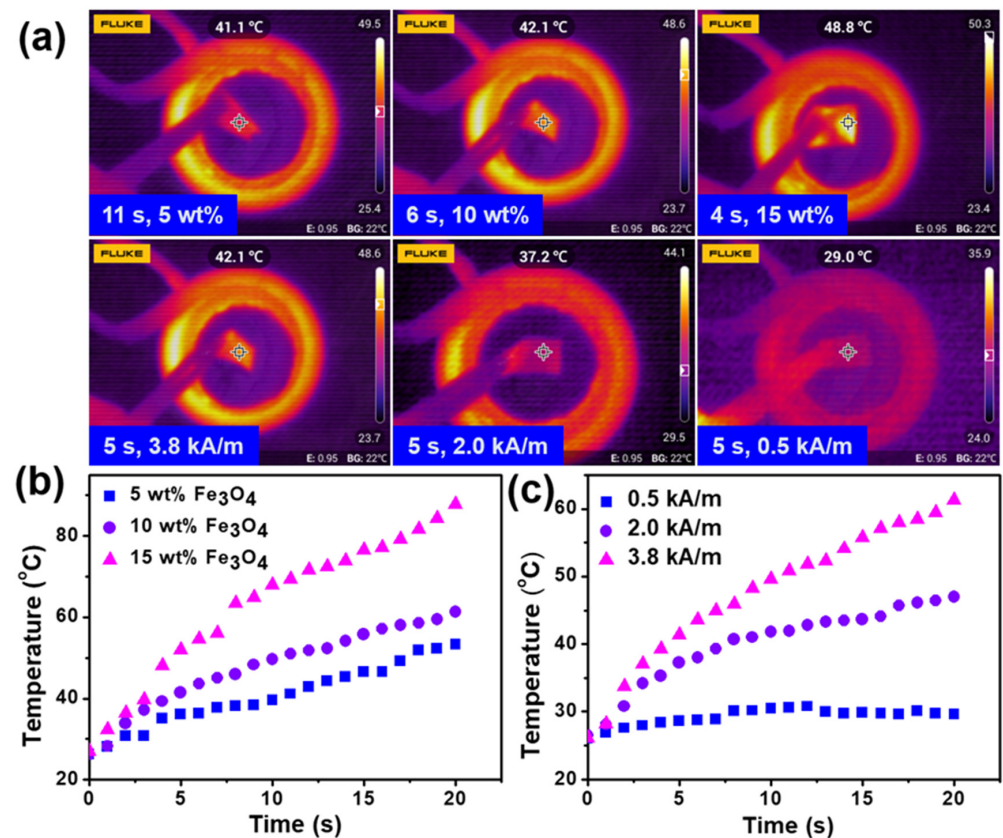 (a)
FLUKE
41.1 °C
49.5
25.4
E: 0.95 BG: 22°C
11 s, 5 wt%
FLUKE
42.1 °C
48.6
23.7
E: 0.95 BG: 22°C
6 s, 10 wt%
FLUKE
48.8 °C
50.3
23.4
E: 0.95 BG: 22°C
4 s, 15 wt%
FLUKE
42.1 °C
48.6
23.7
E: 0.95 BG: 22°C
5 s, 3.8 kA/m
FLUKE
37.2 °C
44.1
29.5
E: 0.95 BG: 22°C
5 s, 2.0 kA/m
FLUKE
29.0 °C
35.9
24.0
E: 0.95 BG: 22°C
5 s, 0.5 kA/m
(b)
5 wt% Fe₃O₄
10 wt% Fe₃O₄
15 wt% Fe₃O₄
Temperature (°C)
80
60
40
20
0 5 10 15 20
Time (s)
(c)
0.5 kA/m
2.0 kA/m
3.8 kA/m
Temperature (°C)
60
50
40
30
20
0 5 10 15 20
Time (s)